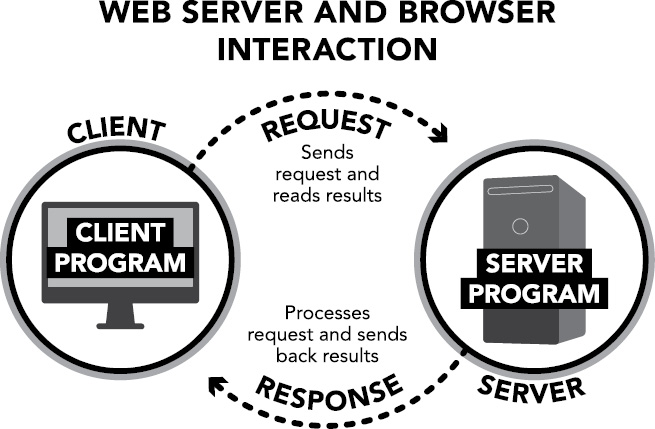 WEB SERVER AND BROWSER
INTERACTION
CLIENT
REQUEST
Sends
request and
reads results
CLIENT
PROGRAM
SERVER
PROGRAM
Processes
request and sends
back results
RESPONSE
SERVER